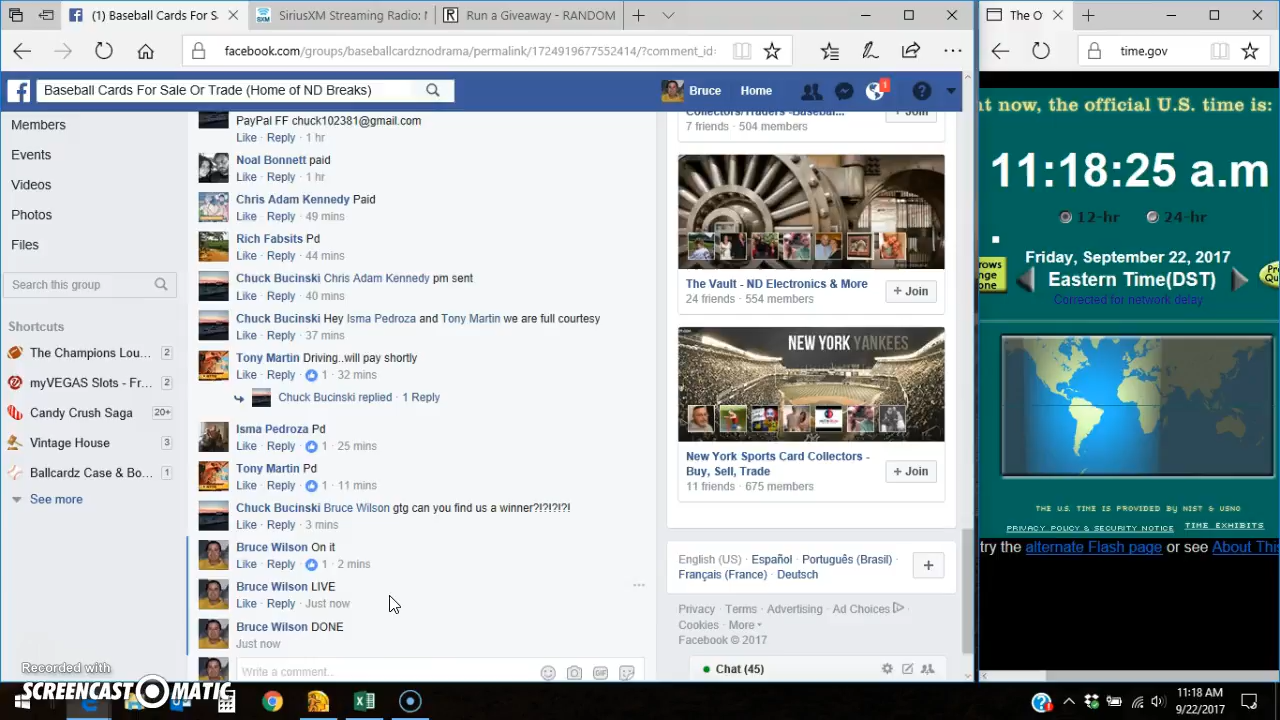 (1) Baseball Cards For S
SiriusXM Streaming Radio: M
Run a Giveaway - RANDOM
The O
facebook.com/groups/baseballcardznodrama/permalink/1724919677552414/?comment_id=
time.gov
Baseball Cards For Sale Or Trade (Home of ND Breaks)
Bruce
Home
1
Members
Events
Videos
Photos
Files
Search this group
Shortcuts
The Champions Lou... 2
myVEGAS Slots - Fr... 2
Candy Crush Saga 20+
Vintage House 3
Ballcardz Case & Bo... 1
See more
PayPal FF chuck102381@gmail.com
Like · Reply · 1 hr
Noal Bonnett paid
Like · Reply · 1 hr
Chris Adam Kennedy Paid
Like · Reply · 49 mins
Rich Fabsits Pd
Like · Reply · 44 mins
Chuck Bucinski Chris Adam Kennedy pm sent
Like · Reply · 40 mins
Chuck Bucinski Hey Isma Pedroza and Tony Martin we are full courtesy
Like · Reply · 37 mins
Tony Martin Driving..will pay shortly
Like · Reply · 1 · 32 mins
Chuck Bucinski replied · 1 Reply
Isma Pedroza Pd
Like · Reply · 1 · 25 mins
Tony Martin Pd
Like · Reply · 1 · 11 mins
Chuck Bucinski Bruce Wilson gtg can you find us a winner?!?!?!?!
Like · Reply · 3 mins
Bruce Wilson On it
Like · Reply · 1 · 2 mins
Bruce Wilson LIVE
Like · Reply · Just now
Bruce Wilson DONE
Just now
Write a comment...
Collectors/Traders -Baseball...
7 friends · 504 members
+ Join
The Vault - ND Electronics & More
24 friends · 554 members
+ Join
NEW YORK YANKEES
New York Sports Card Collectors -
Buy, Sell, Trade
11 friends · 675 members
+ Join
English (US) · Español · Português (Brasil) ·
Français (France) · Deutsch
+
Privacy · Terms · Advertising · Ad Choices
Cookies · More
Facebook © 2017
Chat (45)
t now, the official U.S. time is:
11:18:25 a.m
12-hr 24-hr
Friday, September 22, 2017
Eastern Time(DST)
Corrected for network delay
THE U.S. TIME IS PROVIDED BY NIST & USNO
PRIVACY POLICY & SECURITY NOTICE TIME EXHIBITS
try the alternate Flash page or see About Thi
Recorded with
SCREENCAST MATIC
11:18 AM
9/22/2017